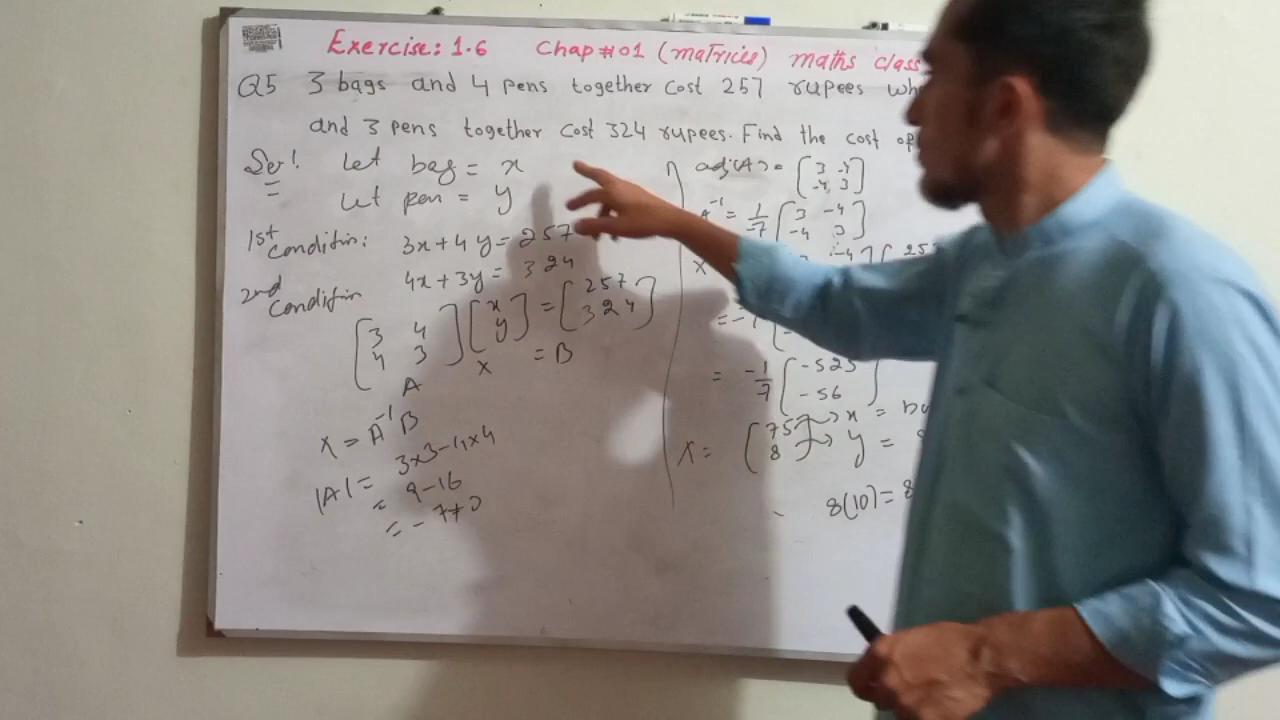 Exercise: 1.6 Chap #01 (matrices) maths class
Q5 3 bags and 4 pens together cost 257 rupees
and 3 pens together cost 324 rupees. Find the cost
Sol:
Let bag = x
Let pen = y
1st condition: 3x+4y=257
2nd condition 4x+3y= 324
[3 4
4 3] [x
y] = [257
324]
A X = B
X = A⁻¹B
|A| = 3×3-4×4
= 9-16
= -7≠0
adj(A) = [3 -4
-4 3]
A⁻¹ = 1/-7 [3 -4
-4 3]
= -1/7 [-525
-56]
X = [75
8] → x =
→ y =
8(10)=8